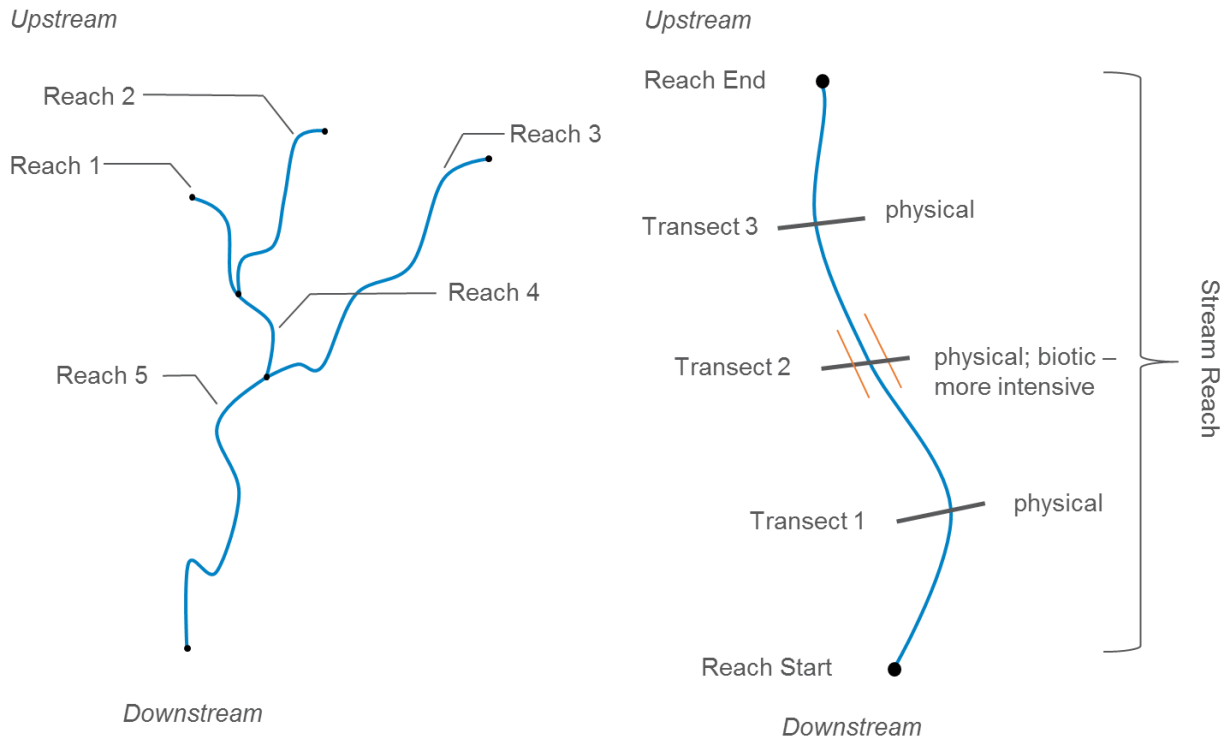 Upstream
Reach 2
Reach 3
Reach 1
Reach 4
Reach 5
Downstream
Upstream
Reach End
Transect 3
physical
Transect 2
physical; biotic –
more intensive
Transect 1
physical
Reach Start
Downstream
Stream Reach